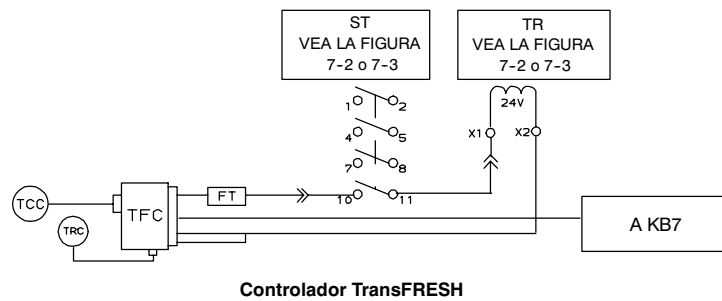 ST
VEA LA FIGURA
7-2 o 7-3
TR
VEA LA FIGURA
7-2 o 7-3
24V
1 2
4 5
X1 X2
7 8
10 11
FT
TCC
TFC
TRC
A KB7
Controlador TransFRESH